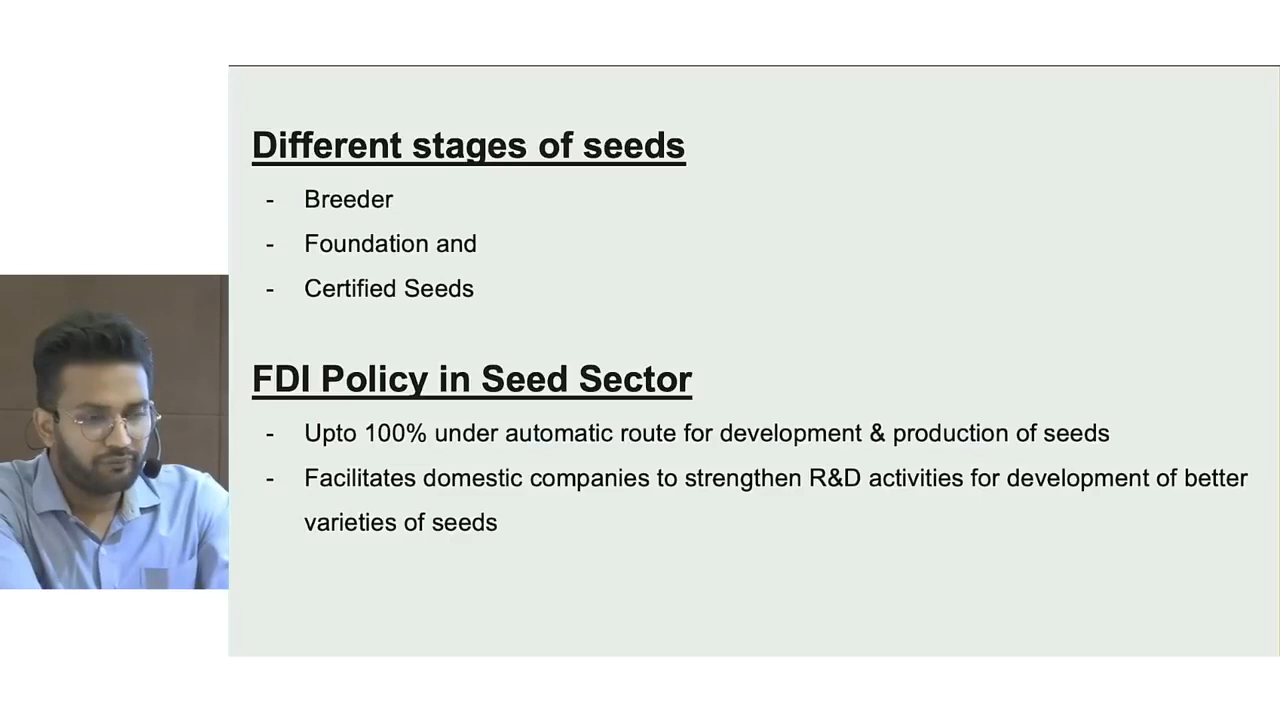 Different stages of seeds
- Breeder
- Foundation and
- Certified Seeds
FDI Policy in Seed Sector
- Upto 100% under automatic route for development & production of seeds
- Facilitates domestic companies to strengthen R&D activities for development of better
varieties of seeds